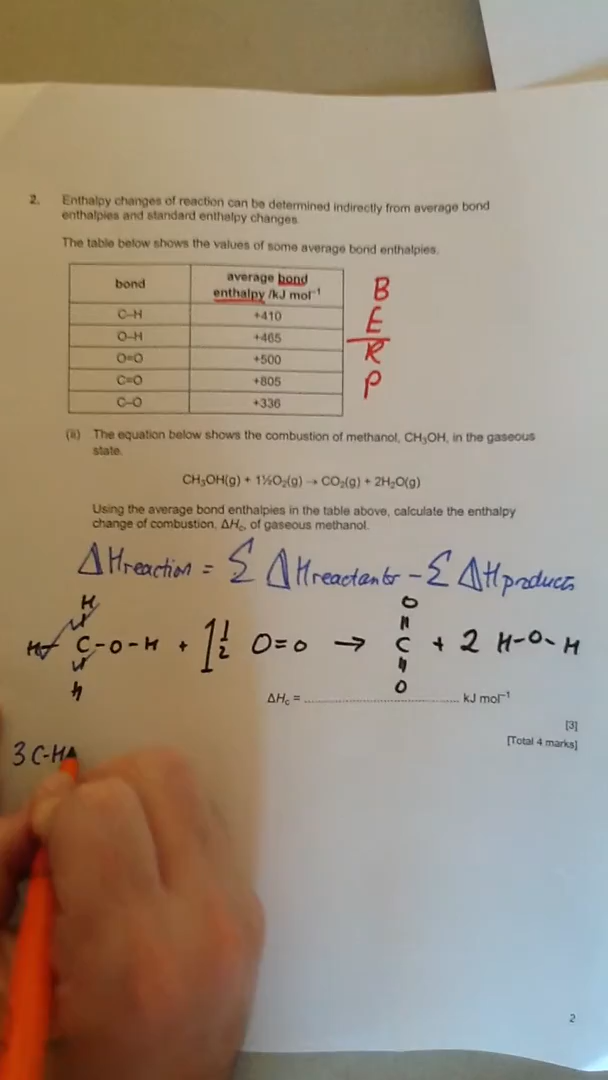 2. Enthalpy changes of reaction can be determined indirectly from average bond
enthalpies and standard enthalpy changes.
The table below shows the values of some average bond enthalpies.
bond average bond enthalpy /kJ mol⁻¹
C–H +410
O–H +465
O=O +500
C=O +805
C–O +336
B
E
R
P
(ii) The equation below shows the combustion of methanol, CH₃OH, in the gaseous
state.
CH₃OH(g) + 1½O₂(g) → CO₂(g) + 2H₂O(g)
Using the average bond enthalpies in the table above, calculate the enthalpy
change of combustion, ΔHc, of gaseous methanol.
ΔHreaction = Σ ΔHreactants - Σ ΔHproducts
H O
H-C-O-H + 1½ O=O → C + 2 H-O-H
H O
ΔHc = .................................................. kJ mol⁻¹
[3]
[Total 4 marks]
3 C-H
2